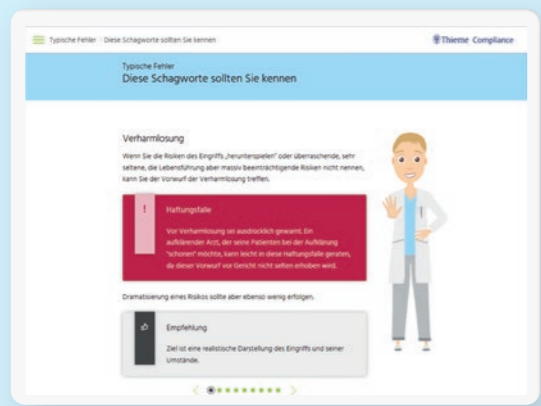 Typische Fehler Diese Schagworte sollten Sie kennen
Thieme Compliance
Typische Fehler
Diese Schagworte sollten Sie kennen
Verharmlosung
Wenn Sie die Risiken des Eingriffs „herunterspielen" oder überraschende, sehr
seltene, die Lebensführung aber massiv beeinträchtigende Risiken nicht nennen,
kann Sie der Vorwurf der Verharmlosung treffen.
!
Haftungsfalle
Vor Verharmlosung sei ausdrücklich gewarnt. Ein
aufklärender Arzt, der seine Patienten bei der Aufklärung
"schonen" möchte, kann leicht in diese Haftungsfalle geraten,
da dieser Vorwurf vor Gericht nicht selten erhoben wird.
Dramatisierung eines Risikos sollte aber ebenso wenig erfolgen.
Empfehlung
Ziel ist eine realistische Darstellung des Eingriffs und seiner
Umstände.